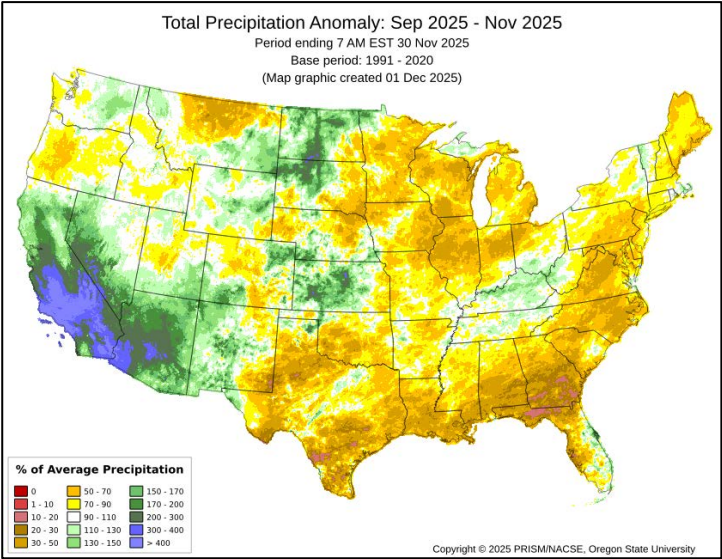 Total Precipitation Anomaly: Sep 2025 - Nov 2025
Period ending 7 AM EST 30 Nov 2025
Base period: 1991 - 2020
(Map graphic created 01 Dec 2025)
% of Average Precipitation
0
1 - 10
10 - 20
20 - 30
30 - 50
50 - 70
70 - 90
90 - 110
110 - 130
130 - 150
150 - 170
170 - 200
200 - 300
300 - 400
> 400
Copyright © 2025 PRISM/NACSE, Oregon State University